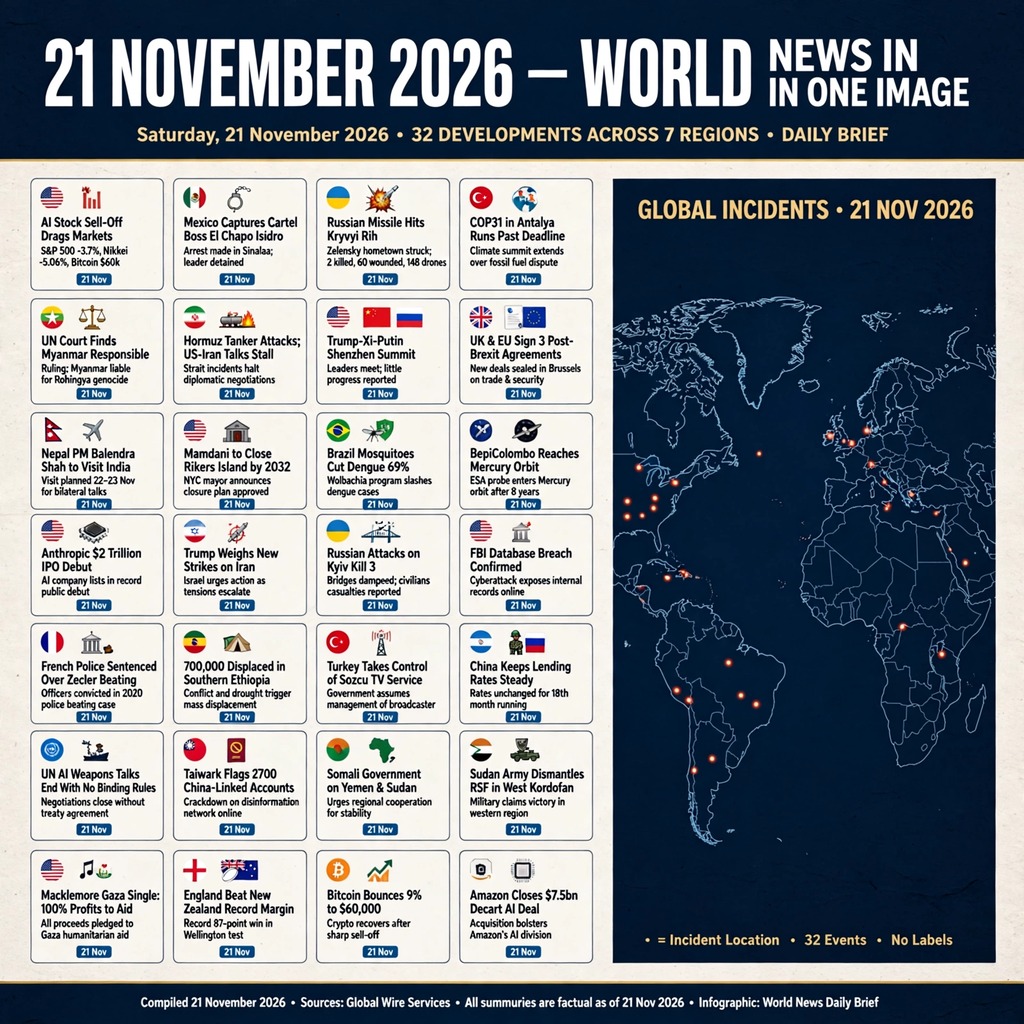 21 NOVEMBER 2026 – WORLD NEWS IN
IN ONE IMAGE
Saturday, 21 November 2026 • 32 DEVELOPMENTS ACROSS 7 REGIONS • DAILY BRIEF
AI Stock Sell-Off
Drags Markets
S&P 500 -3.7%, Nikkei
-5.06%, Bitcoin $60k
21 Nov
Mexico Captures Cartel
Boss El Chapo Isidro
Arrest made in Sinalaa;
leader detained
21 Nov
Russian Missile Hits
Kryvyi Rih
Zelensky hometown struck;
2 killed, 60 wounded, 148 drones
21 Nov
COP31 in Antalya
Runs Past Deadline
Climate summit extends
over fossil fuel dispute
21 Nov
UN Court Finds
Myanmar Responsible
Ruling: Myanmar liable
for Rohingya genocide
21 Nov
Hormuz Tanker Attacks;
US-Iran Talks Stall
Strait incidents halt
diplomatic negotiations
21 Nov
Trump-Xi-Putin
Shenzhen Summit
Leaders meet; little
progress reported
21 Nov
UK & EU Sign 3 Post-
Brexit Agreements
New deals sealed in Brussels
on trade & security
21 Nov
Nepal PM Balendra
Shah to Visit India
Visit planned 22–23 Nov
for bilateral talks
21 Nov
Mamdani to Close
Rikers Island by 2032
NYC mayor announces
closure plan approved
21 Nov
Brazil Mosquitoes
Cut Dengue 69%
Wolbachia program slashes
dengue cases
21 Nov
BepiColombo Reaches
Mercury Orbit
ESA probe enters Mercury
orbit after 8 years
21 Nov
Anthropic $2 Trillion
IPO Debut
AI company lists in record
public debut
21 Nov
Trump Weighs New
Strikes on Iran
Israel urges action as
tensions escalate
21 Nov
Russian Attacks on
Kyiv Kill 3
Bridges dampeed; civilians
casualties reported
21 Nov
FBI Database Breach
Confirmed
Cyberattack exposes internal
records online
21 Nov
French Police Sentenced
Over Zecler Beating
Officers convicted in 2020
police beating case
21 Nov
700,000 Displaced in
Southern Ethiopia
Conflict and drought trigger
mass displacement
21 Nov
Turkey Takes Control
of Sozcu TV Service
Government assumes
management of broadcaster
21 Nov
China Keeps Lending
Rates Steady
Rates unchanged for 18th
month running
21 Nov
UN AI Weapons Talks
End With No Binding Rules
Negotiations close without
treaty agreement
21 Nov
Taiwark Flags 2700
China-Linked Accounts
Crackdown on disinformation
network online
21 Nov
Somali Government
on Yemen & Sudan
Urges regional cooperation
for stability
21 Nov
Sudan Army Dismantles
RSF in West Kordofan
Military claims victory in
western region
21 Nov
Macklemore Gaza Single:
100% Profits to Aid
All proceeds pledged to
Gaza humanitarian aid
21 Nov
England Beat New
Zealand Record Margin
Record 87-point win in
Wellington test
21 Nov
Bitcoin Bounces 9%
to $60,000
Crypto recovers after
sharp sell-off
21 Nov
Amazon Closes $7.5bn
Decart AI Deal
Acquisition bolsters
Amazon's AI division
21 Nov
GLOBAL INCIDENTS • 21 NOV 2026
• = Incident Location • 32 Events • No Labels
Compiled 21 November 2026 • Sources: Global Wire Services • All summuries are factual as of 21 Nov 2026 • Infographic: World News Daily Brief